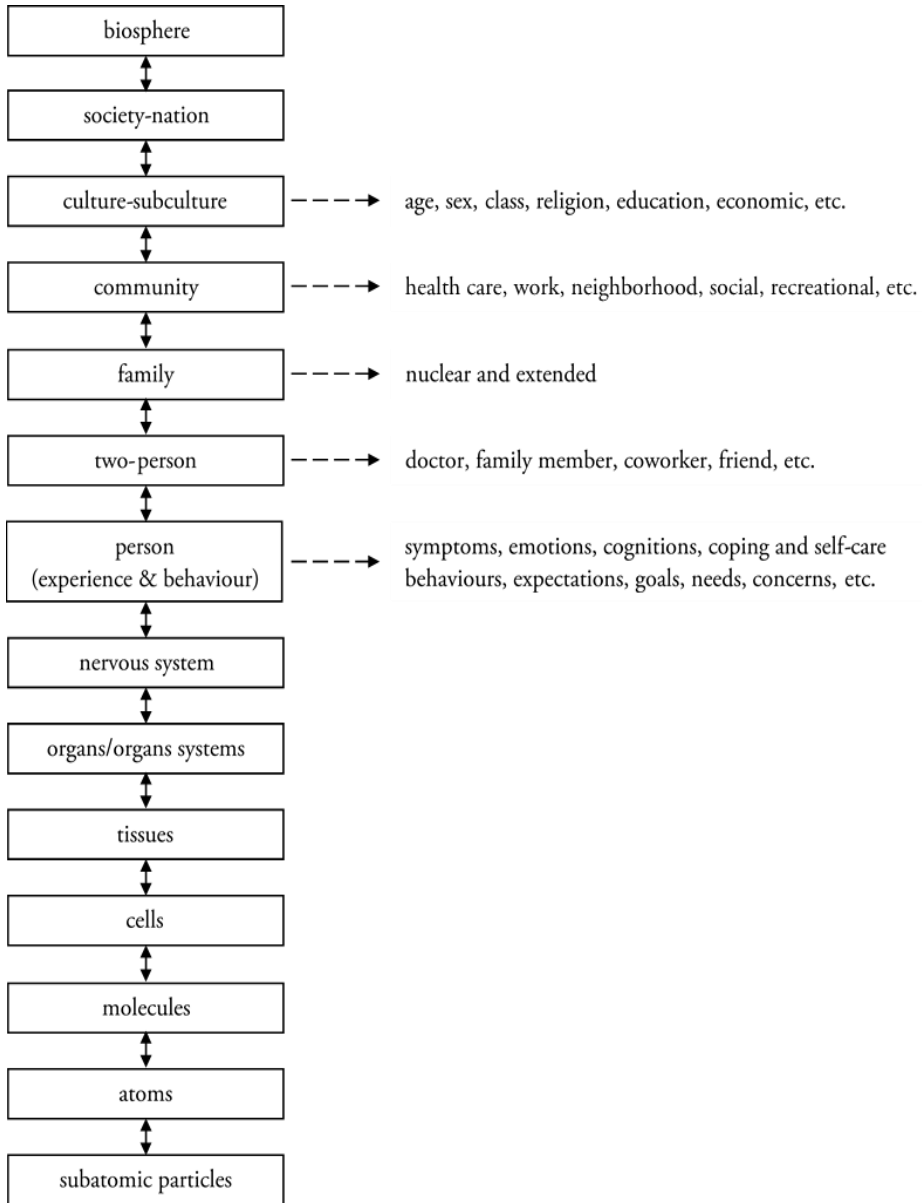 biosphere
society-nation
culture-subculture
age, sex, class, religion, education, economic, etc.
community
health care, work, neighborhood, social, recreational, etc.
family
nuclear and extended
two-person
doctor, family member, coworker, friend, etc.
person
(experience & behaviour)
symptoms, emotions, cognitions, coping and self-care
behaviours, expectations, goals, needs, concerns, etc.
nervous system
organs/organs systems
tissues
cells
molecules
atoms
subatomic particles